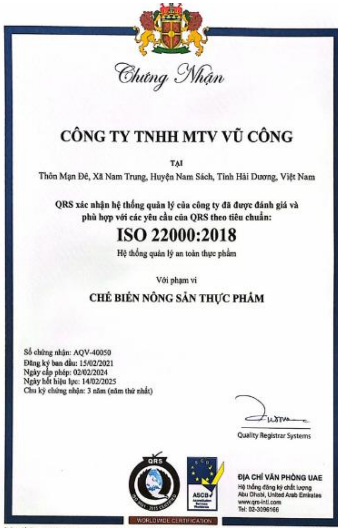 Chứng Nhận
CÔNG TY TNHH MTV VŨ CÔNG
TẠI
Thôn Mạn Đê, Xã Nam Trung, Huyện Nam Sách, Tỉnh Hải Dương, Việt Nam
QRS xác nhận hệ thống quản lý của công ty đã được đánh giá và
phù hợp với các yêu cầu của QRS theo tiêu chuẩn:
ISO 22000:2018
Hệ thống quản lý an toàn thực phẩm
Với phạm vi
CHẾ BIẾN NÔNG SẢN THỰC PHẨM
Số chứng nhận: AQV-40050
Đăng ký ban đầu: 15/02/2021
Ngày cấp phép: 02/02/2024
Ngày hết hiệu lực: 14/02/2025
Chu kỳ chứng nhận: 3 năm (năm thứ nhất)
Quality Registrar Systems
QRS
ASCB
WORLDWIDE CERTIFICATION
ĐỊA CHỈ VĂN PHÒNG UAE
Hệ thống đăng ký chất lượng
Abu Dhabi, United Arab Emirates
www.qrs-intl.com
Tel: 02-3096166